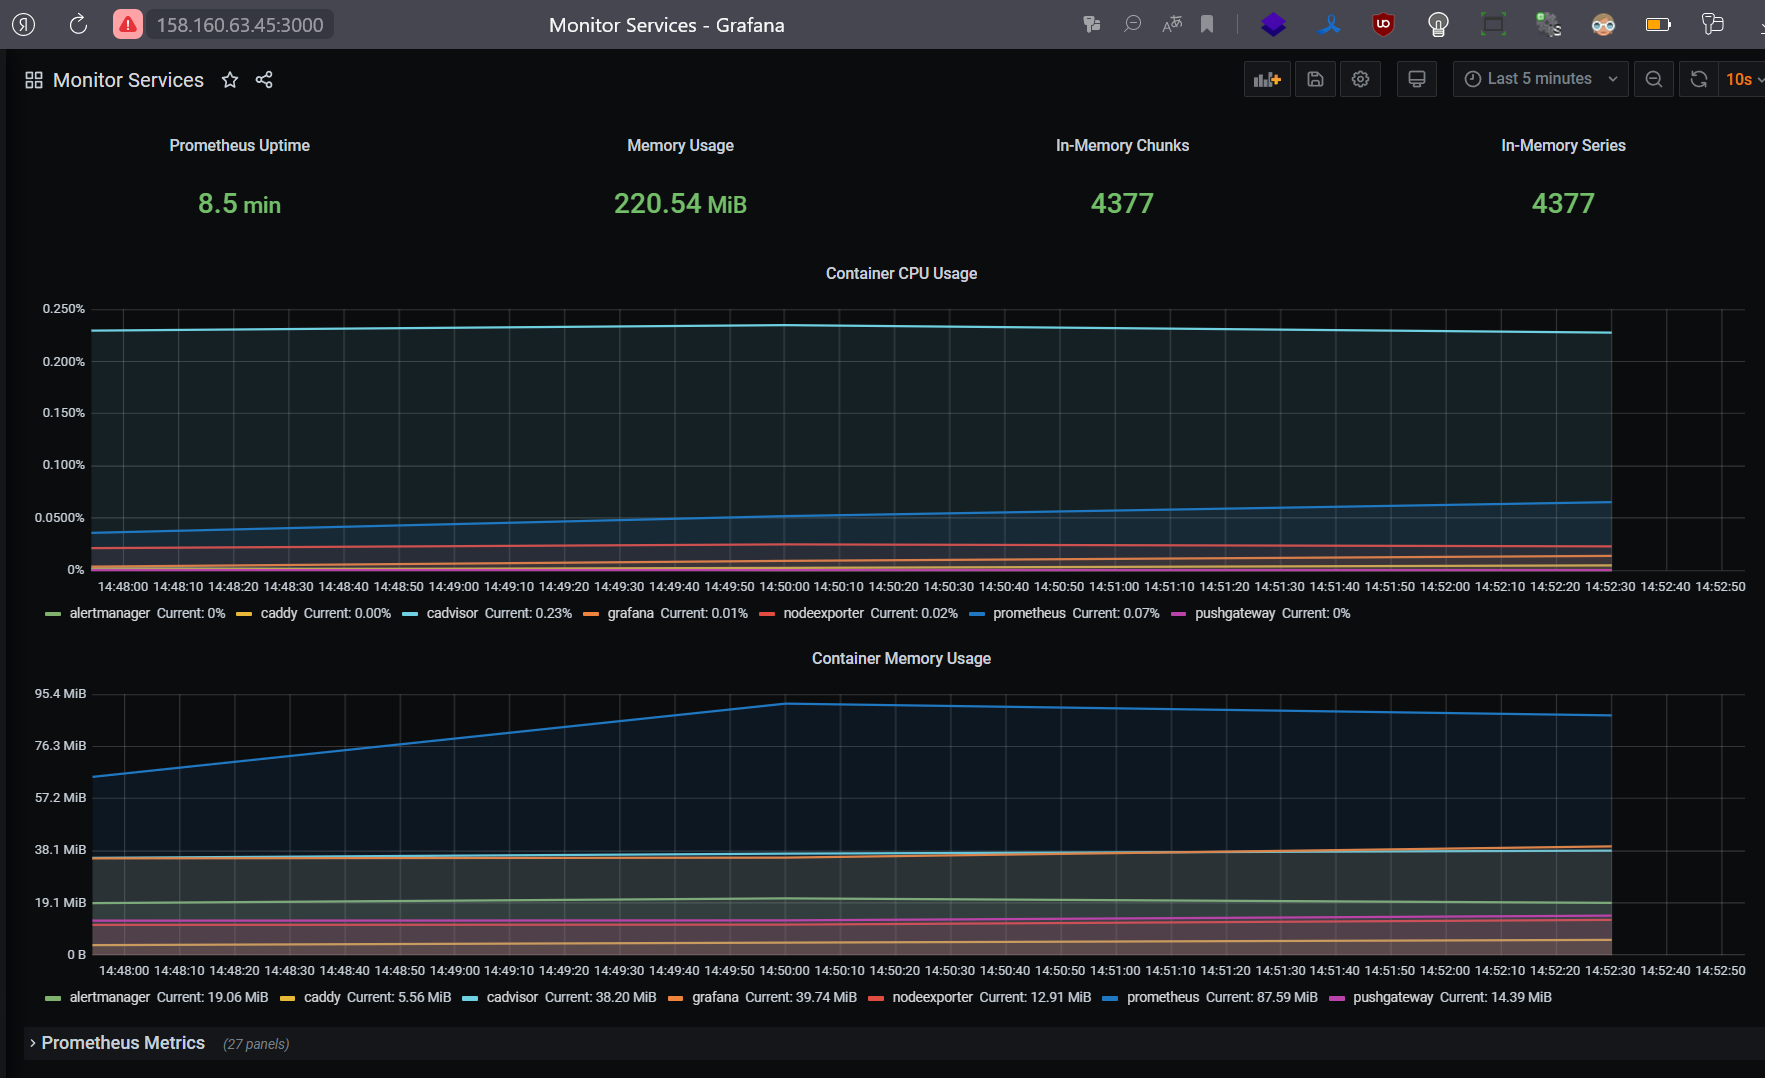 Я 158.160.63.45:3000 Monitor Services - Grafana
Monitor Services Last 5 minutes 10s
Prometheus Uptime Memory Usage In-Memory Chunks In-Memory Series
8.5 min 220.54 MiB 4377 4377
Container CPU Usage
0.250%
0.200%
0.150%
0.100%
0.0500%
0%
14:48:00 14:48:10 14:48:20 14:48:30 14:48:40 14:48:50 14:49:00 14:49:10 14:49:20 14:49:30 14:49:40 14:49:50 14:50:00 14:50:10 14:50:20 14:50:30 14:50:40 14:50:50 14:51:00 14:51:10 14:51:20 14:51:30 14:51:40 14:51:50 14:52:00 14:52:10 14:52:20 14:52:30 14:52:40 14:52:50
alertmanager Current: 0% caddy Current: 0.00% cadvisor Current: 0.23% grafana Current: 0.01% nodeexporter Current: 0.02% prometheus Current: 0.07% pushgateway Current: 0%
Container Memory Usage
95.4 MiB
76.3 MiB
57.2 MiB
38.1 MiB
19.1 MiB
0 B
14:48:00 14:48:10 14:48:20 14:48:30 14:48:40 14:48:50 14:49:00 14:49:10 14:49:20 14:49:30 14:49:40 14:49:50 14:50:00 14:50:10 14:50:20 14:50:30 14:50:40 14:50:50 14:51:00 14:51:10 14:51:20 14:51:30 14:51:40 14:51:50 14:52:00 14:52:10 14:52:20 14:52:30 14:52:40 14:52:50
alertmanager Current: 19.06 MiB caddy Current: 5.56 MiB cadvisor Current: 38.20 MiB grafana Current: 39.74 MiB nodeexporter Current: 12.91 MiB prometheus Current: 87.59 MiB pushgateway Current: 14.39 MiB
Prometheus Metrics (27 panels)